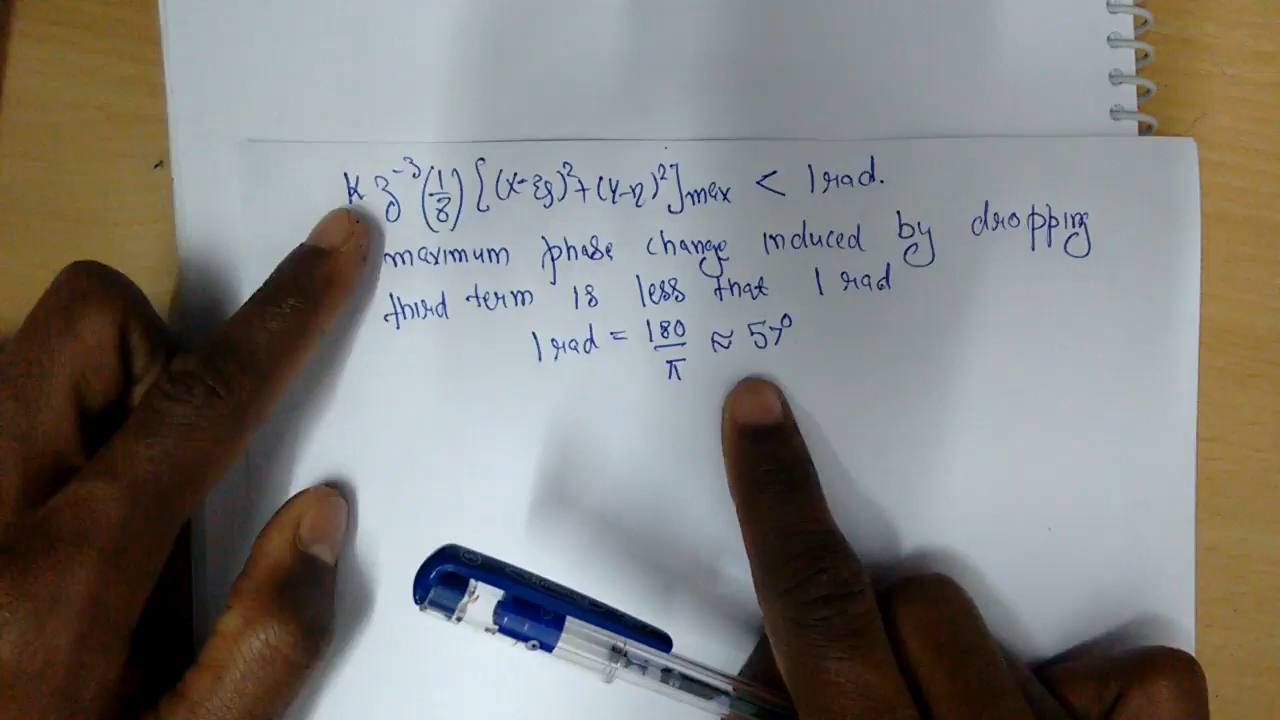 K z⁻³ (1/8) [(x-ξ)²+(y-η)²]max < 1 rad.
maximum phase change induced by dropping
third term is less that 1 rad
1 rad = 180/π ≈ 57°